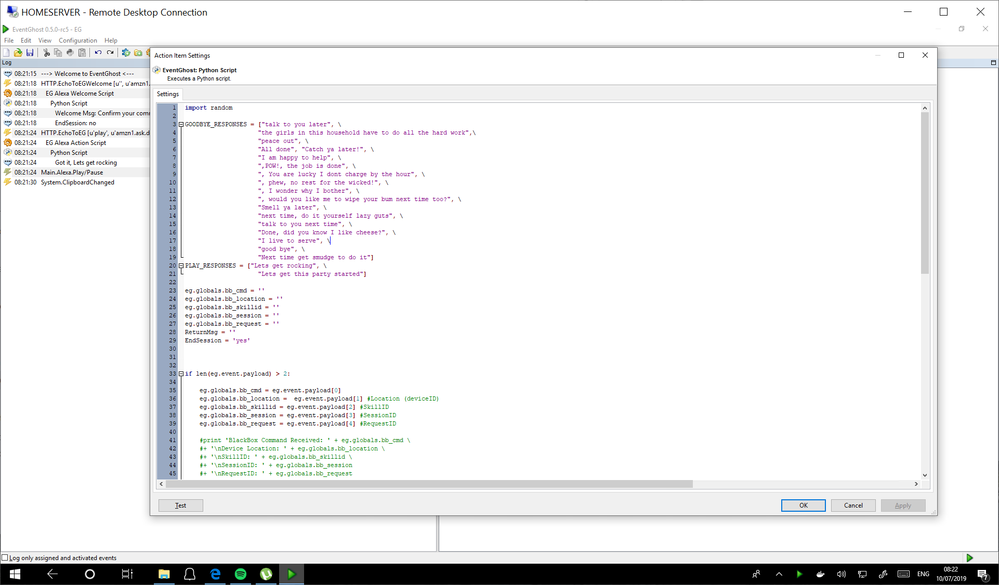 HOMESERVER - Remote Desktop Connection
EventGhost 0.5.0-rc5 - EG
File Edit View Configuration Help
Log
08:21:15 ---> Welcome to EventGhost <---
08:21:18 HTTP.EchoToEGWelcome [u'', u'amzn1.
08:21:18 EG Alexa Welcome Script
08:21:18 Python Script
08:21:18 Welcome Msg: Confirm your com
08:21:18 EndSession: no
08:21:24 HTTP.EchoToEG [u'play', u'amzn1.ask.d
08:21:24 EG Alexa Action Script
08:21:24 Python Script
08:21:24 Got it, Lets get rocking
08:21:24 Main.Alexa.Play/Pause
08:21:30 System.ClipboardChanged
Action Item Settings
EventGhost: Python Script
Executes a Python script.
Settings
1 import random
2
3 GOODBYE_RESPONSES = ["talk to you later", \
4 "the girls in this household have to do all the hard work",\
5 "peace out", \
6 "All done", "Catch ya later!", \
7 "I am happy to help", \
8 ",POW!, the job is done", \
9 ", You are lucky I dont charge by the hour", \
10 ", phew, no rest for the wicked!", \
11 ", I wonder why I bother", \
12 ", would you like me to wipe your bum next time too?", \
13 "Smell ya later", \
14 "next time, do it yourself lazy guts", \
15 "talk to you next time", \
16 "Done, did you know I like cheese?", \
17 "I live to serve", \
18 "good bye", \
19 "Next time get smudge to do it"]
20 PLAY_RESPONSES = ["Lets get rocking", \
21 "Lets get this party started"]
22
23 eg.globals.bb_cmd = ''
24 eg.globals.bb_location = ''
25 eg.globals.bb_skillid = ''
26 eg.globals.bb_session = ''
27 eg.globals.bb_request = ''
28 ReturnMsg = ''
29 EndSession = 'yes'
30
31
32
33 if len(eg.event.payload) > 2:
34
35 eg.globals.bb_cmd = eg.event.payload[0]
36 eg.globals.bb_location =  eg.event.payload[1] #Location (deviceID)
37 eg.globals.bb_skillid = eg.event.payload[2] #SkillID
38 eg.globals.bb_session = eg.event.payload[3] #SessionID
39 eg.globals.bb_request = eg.event.payload[4] #RequestID
40
41 #print 'BlackBox Command Received: ' + eg.globals.bb_cmd \
42 #+ '\nDevice Location: ' + eg.globals.bb_location \
43 #+ '\nSkillID: ' + eg.globals.bb_skillid \
44 #+ '\nSessionID: ' + eg.globals.bb_session
45 #+ '\nRequestID: ' + eg.globals.bb_request
Test OK Cancel Apply
Log only assigned and activated events
ENG
08:22
10/07/2019
7